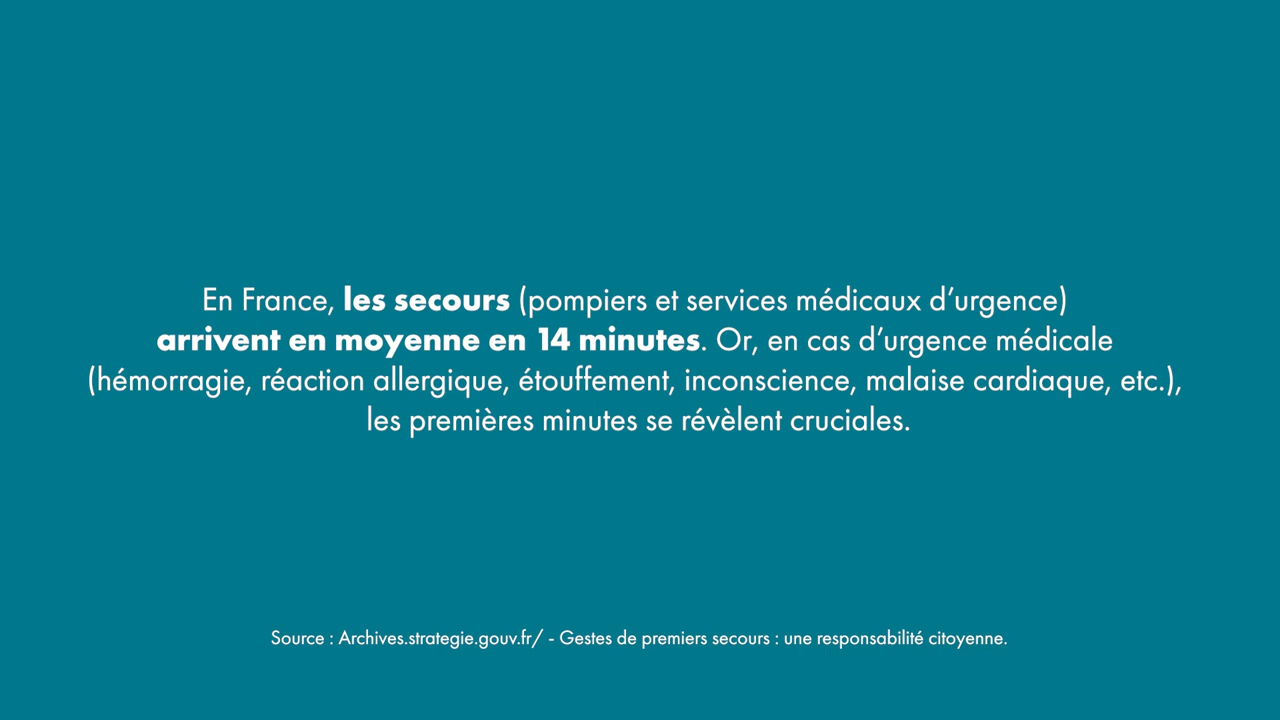 En France, les secours (pompiers et services médicaux d’urgence)
arrivent en moyenne en 14 minutes. Or, en cas d’urgence médicale
(hémorragie, réaction allergique, étouffement, inconscience, malaise cardiaque, etc.),
les premières minutes se révèlent cruciales.
Source : Archives.strategie.gouv.fr/ - Gestes de premiers secours : une responsabilité citoyenne.